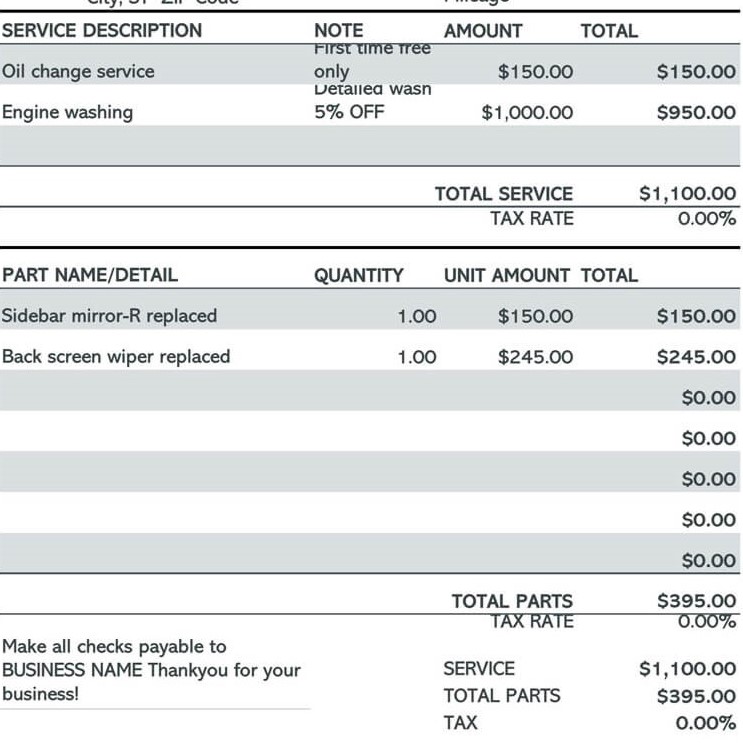 City, ST Zip Code Mileage
SERVICE DESCRIPTION NOTE AMOUNT TOTAL
First time free
Oil change service only $150.00 $150.00
Detailed wash
Engine washing 5% OFF $1,000.00 $950.00
TOTAL SERVICE $1,100.00
TAX RATE 0.00%
PART NAME/DETAIL QUANTITY UNIT AMOUNT TOTAL
Sidebar mirror-R replaced 1.00 $150.00 $150.00
Back screen wiper replaced 1.00 $245.00 $245.00
$0.00
$0.00
$0.00
$0.00
$0.00
TOTAL PARTS $395.00
TAX RATE 0.00%
Make all checks payable to
BUSINESS NAME Thankyou for your
business!
SERVICE $1,100.00
TOTAL PARTS $395.00
TAX 0.00%